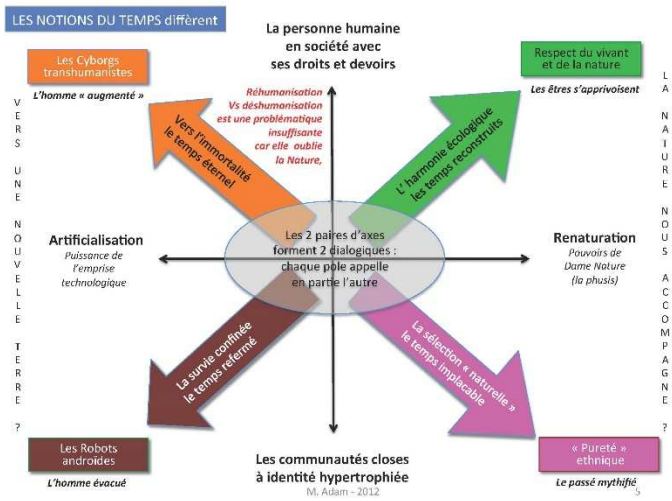 LES NOTIONS DU TEMPS diffèrent
La personne humaine
en société avec
ses droits et devoirs
Les Cyborgs
transhumanistes
L'homme « augmenté »
Respect du vivant
et de la nature
Les êtres s'apprivoisent
Réhumanisation
Vs déshumanisation
est une problématique
insuffisante
car elle oublie
la Nature,
Vers l'immortalité
le temps éternel
L' harmonie écologique
les temps reconstruits
VERS UNE NOUVELLE TERRE ?
LA NATURE NOUS ACCOMPAGNE ?
Artificialisation
Puissance de
l'emprise
technologique
Les 2 paires d'axes
forment 2 dialogiques :
chaque pole appelle
en partie l'autre
Renaturation
Pouvoirs de
Dame Nature
(la phusis)
La survie confinée
le temps refermé
La sélection « naturelle »
le temps implacable
Les Robots
androïdes
L'homme évacué
Les communautés closes
à identité hypertrophiée
M. Adam - 2012
« Pureté »
ethnique
Le passé mythifié
5